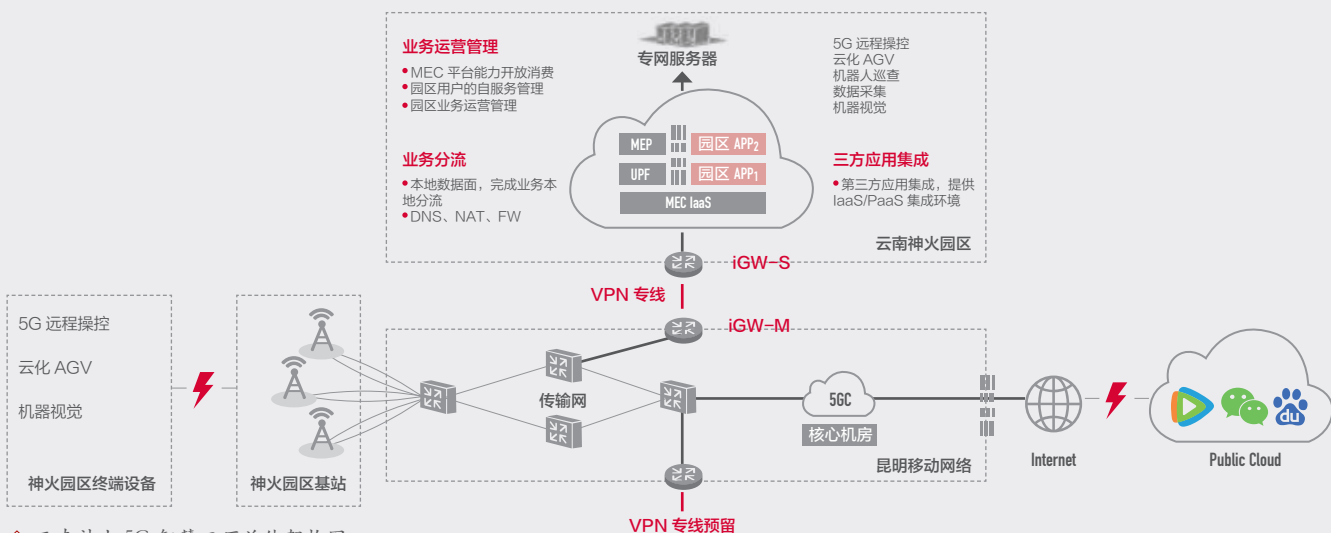 业务运营管理
•MEC 平台能力开放消费
•园区用户的自服务管理
•园区业务运营管理
业务分流
•本地数据面，完成业务本
地分流
•DNS、NAT、FW
专网服务器
MEP
园区 APP2
UPF
园区 APP1
MEC IaaS
5G 远程操控
云化 AGV
机器人巡查
数据采集
机器视觉
三方应用集成
•第三方应用集成，提供
IaaS/PaaS 集成环境
云南神火园区
iGW-S
VPN 专线
iGW-M
5G 远程操控
云化 AGV
机器视觉
神火园区终端设备
神火园区基站
传输网
5GC
核心机房
昆明移动网络
Internet
du
Public Cloud
VPN 专线预留